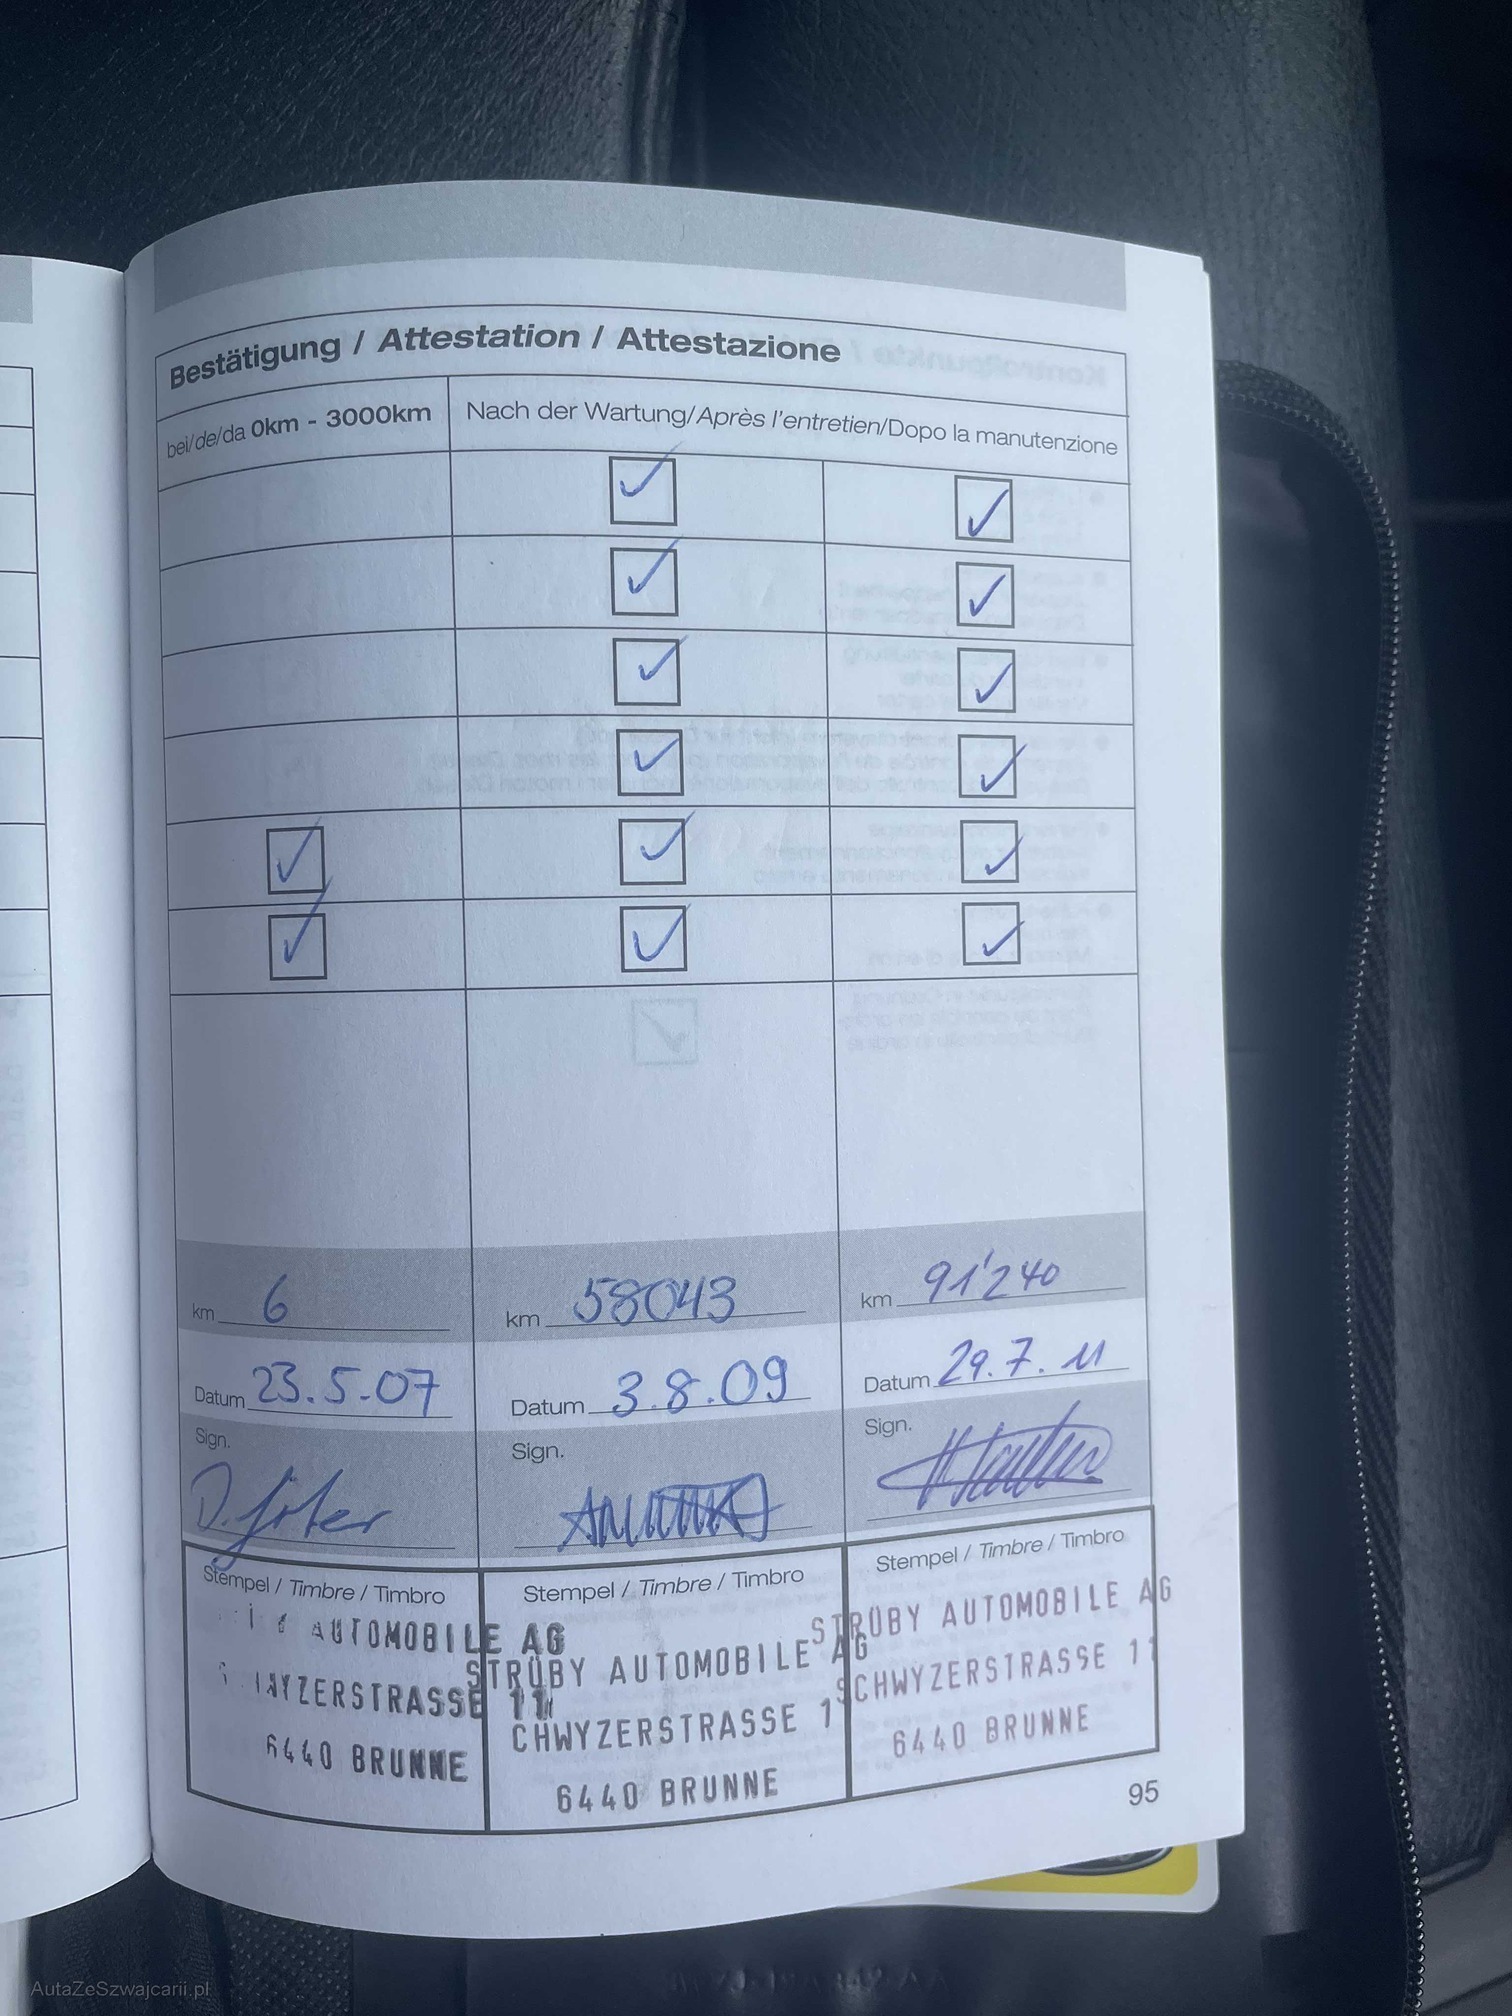 Bestätigung / Attestation / Attestazione
bei/de/da 0km - 3000km
Nach der Wartung/Après l'entretien/Dopo la manutenzione
km 6
km 58043
km 91'240
Datum 23.5.07
Datum 3.8.09
Datum 29.7.11
Sign.
Sign.
Sign.
Stempel / Timbre / Timbro
Stempel / Timbre / Timbro
Stempel / Timbre / Timbro
AUTOMOBILE AG
YZERSTRASSE 11
6440 BRUNNE
STRÜBY AUTOMOBILE AG
CHWYZERSTRASSE 1
6440 BRUNNE
STRÜBY AUTOMOBILE AG
SCHWYZERSTRASSE 11
6440 BRUNNE
95
AutaZeSzwajcarii.pl